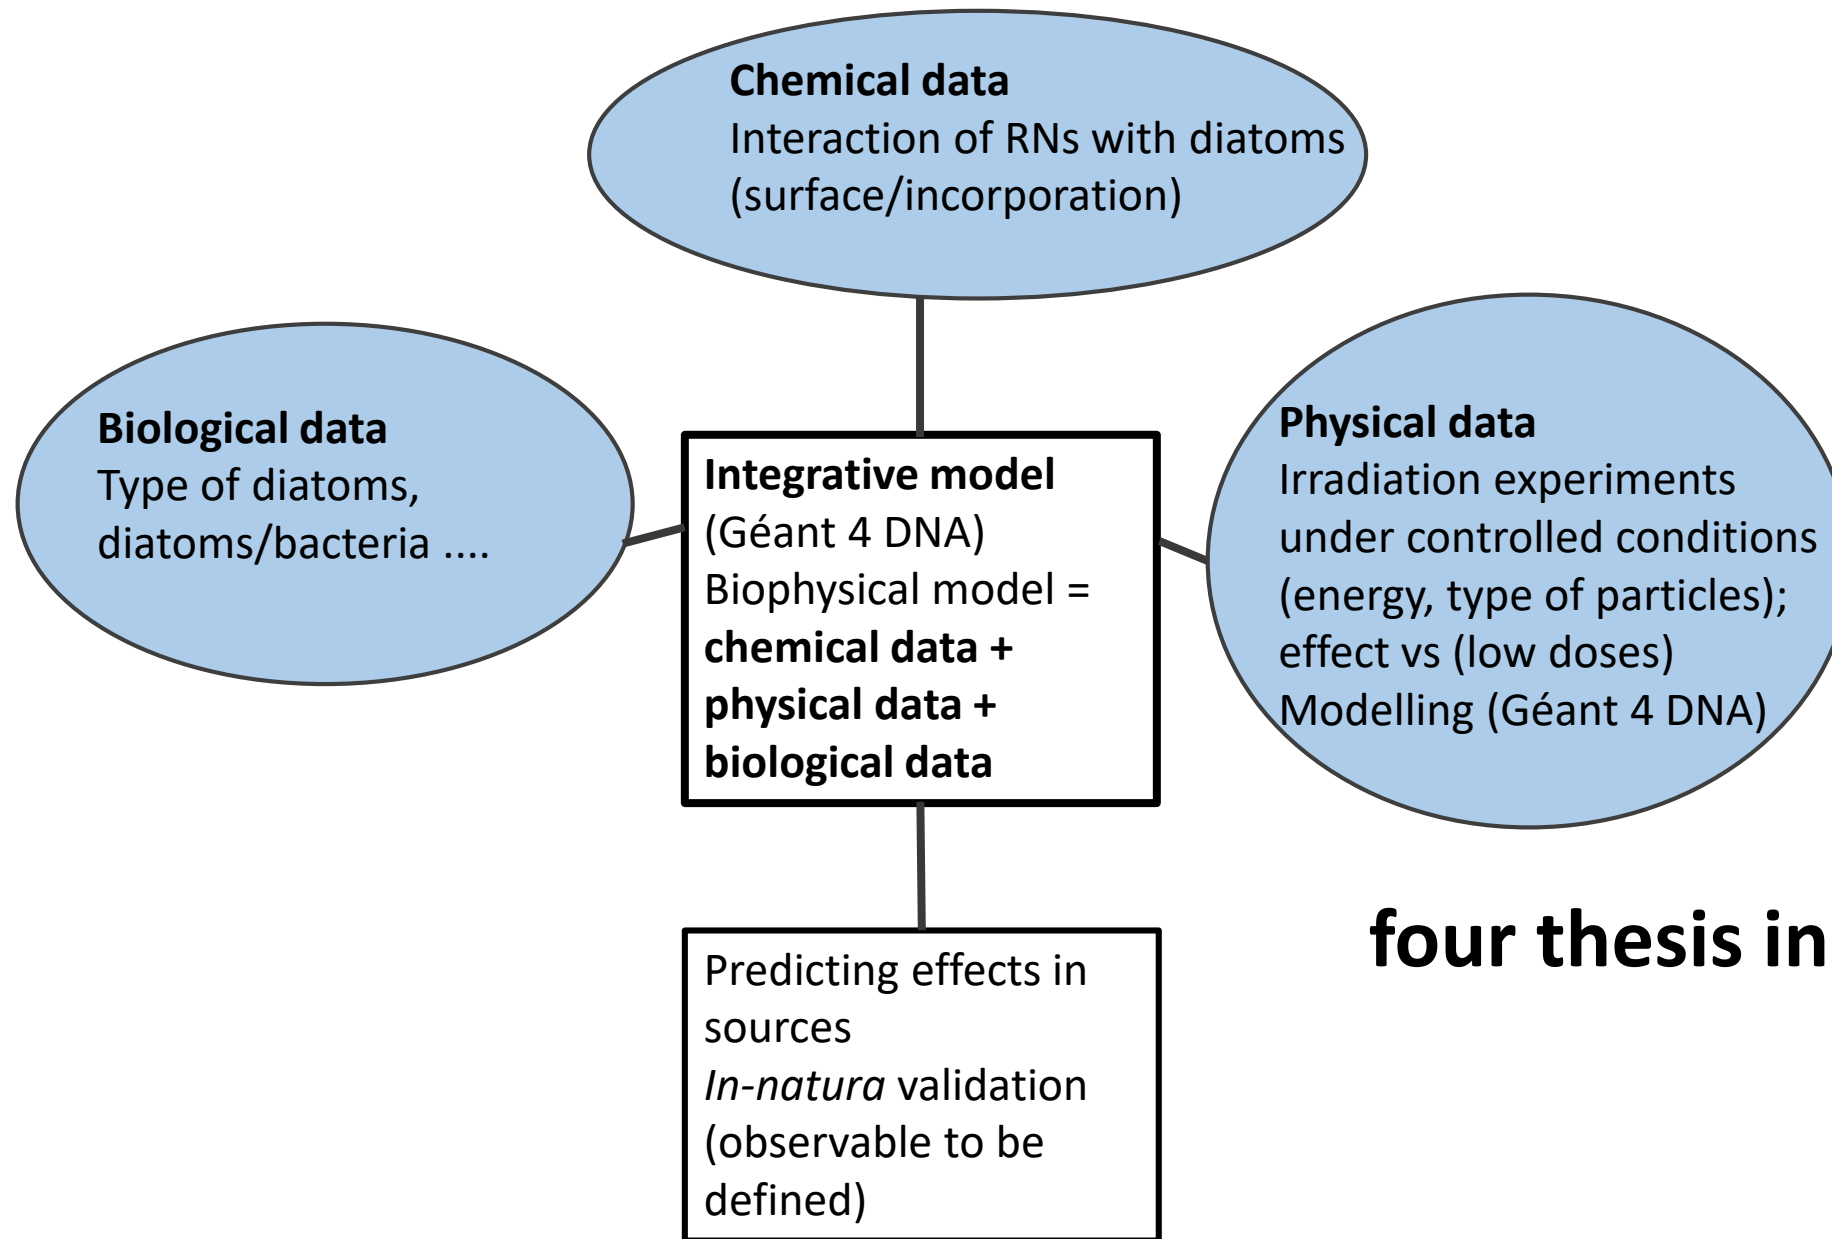 Chemical data
Interaction of RNs with diatoms
(surface/incorporation)
Biological data
Type of diatoms,
diatoms/bacteria ....
Integrative model
(Géant 4 DNA)
Biophysical model =
chemical data +
physical data +
biological data
Physical data
Irradiation experiments
under controlled conditions
(energy, type of particles);
effect vs (low doses)
Modelling (Géant 4 DNA)
four thesis in
Predicting effects in
sources
In-natura validation
(observable to be
defined)